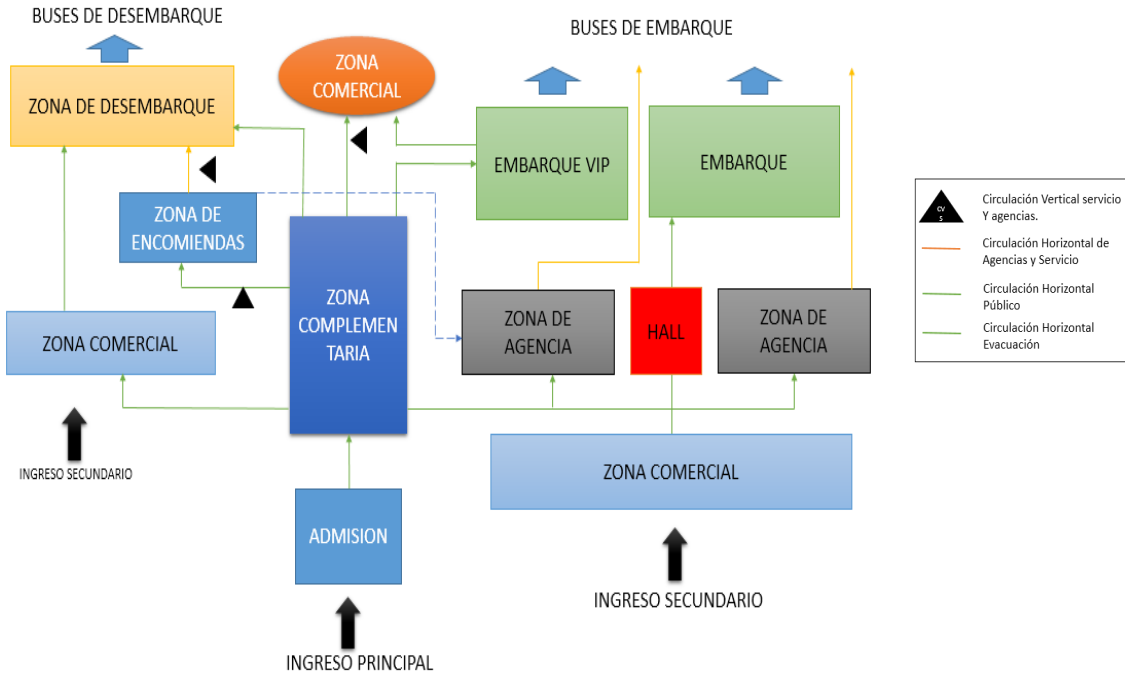 BUSES DE DESEMBARQUE
BUSES DE EMBARQUE
ZONA
COMERCIAL
ZONA DE DESEMBARQUE
EMBARQUE VIP
EMBARQUE
ZONA DE
ENCOMIENDAS
ZONA
COMPLEMEN
TARIA
ZONA COMERCIAL
ZONA DE
AGENCIA
HALL
ZONA DE
AGENCIA
INGRESO SECUNDARIO
ZONA COMERCIAL
ADMISION
INGRESO SECUNDARIO
INGRESO PRINCIPAL
CV
S
Circulación Vertical servicio
Y agencias.
Circulación Horizontal de
Agencias y Servicio
Circulación Horizontal
Público
Circulación Horizontal
Evacuación